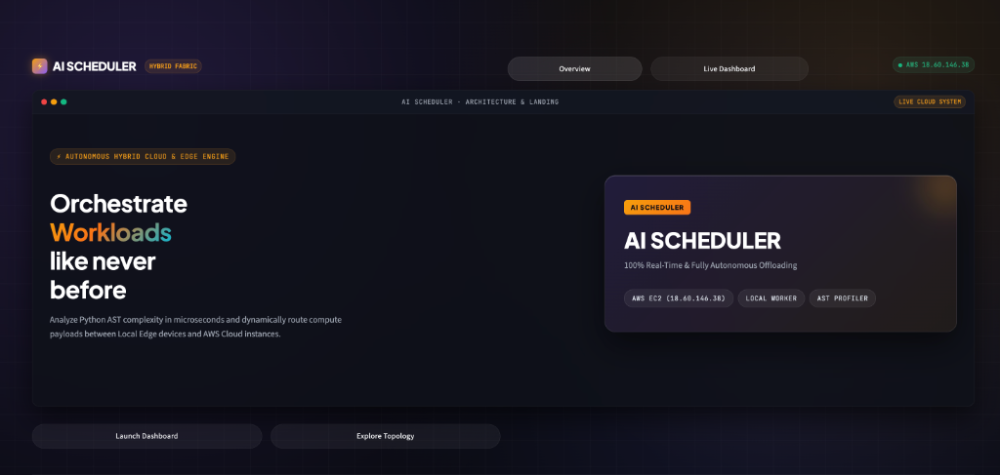 AI SCHEDULER
HYBRID FABRIC
Overview
Live Dashboard
● AWS 18.60.146.38
AI SCHEDULER · ARCHITECTURE & LANDING
LIVE CLOUD SYSTEM
⚡ AUTONOMOUS HYBRID CLOUD & EDGE ENGINE
Orchestrate
Workloads
like never
before
Analyze Python AST complexity in microseconds and dynamically route compute
payloads between Local Edge devices and AWS Cloud instances.
AI SCHEDULER
AI SCHEDULER
100% Real-Time & Fully Autonomous Offloading
AWS EC2 (18.60.146.38)
LOCAL WORKER
AST PROFILER
Launch Dashboard
Explore Topology